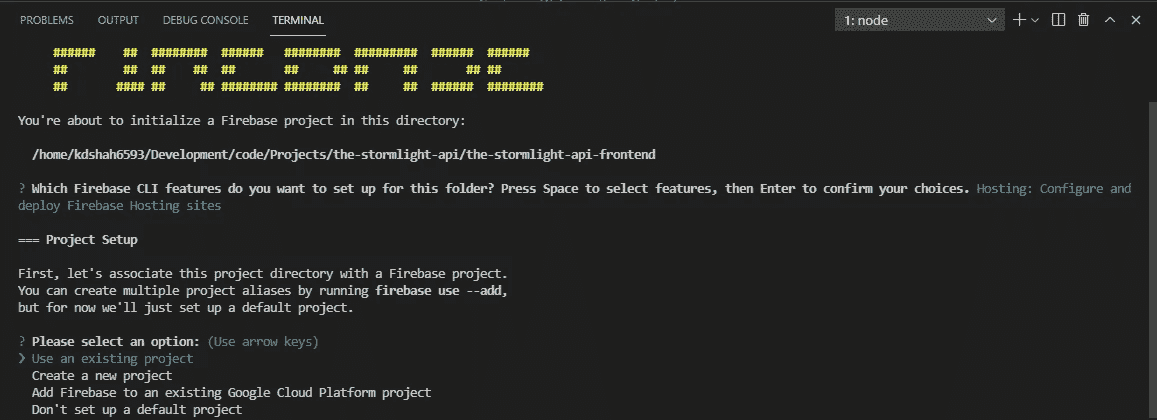 PROBLEMS OUTPUT DEBUG CONSOLE TERMINAL 1: node
######   ##  ########  ######   ########  #########  ######  ######
##        ##  ##    ##  ##       ##     ## ##     ##       ## ##
##       #### ##     ## ######## ########  ##     ##  ######  ########
You're about to initialize a Firebase project in this directory:
/home/kdshah6593/Development/code/Projects/the-stormlight-api/the-stormlight-api-frontend
? Which Firebase CLI features do you want to set up for this folder? Press Space to select features, then Enter to confirm your choices. Hosting: Configure and
deploy Firebase Hosting sites
=== Project Setup
First, let's associate this project directory with a Firebase project.
You can create multiple project aliases by running firebase use --add,
but for now we'll just set up a default project.
? Please select an option: (Use arrow keys)
❯ Use an existing project
Create a new project
Add Firebase to an existing Google Cloud Platform project
Don't set up a default project